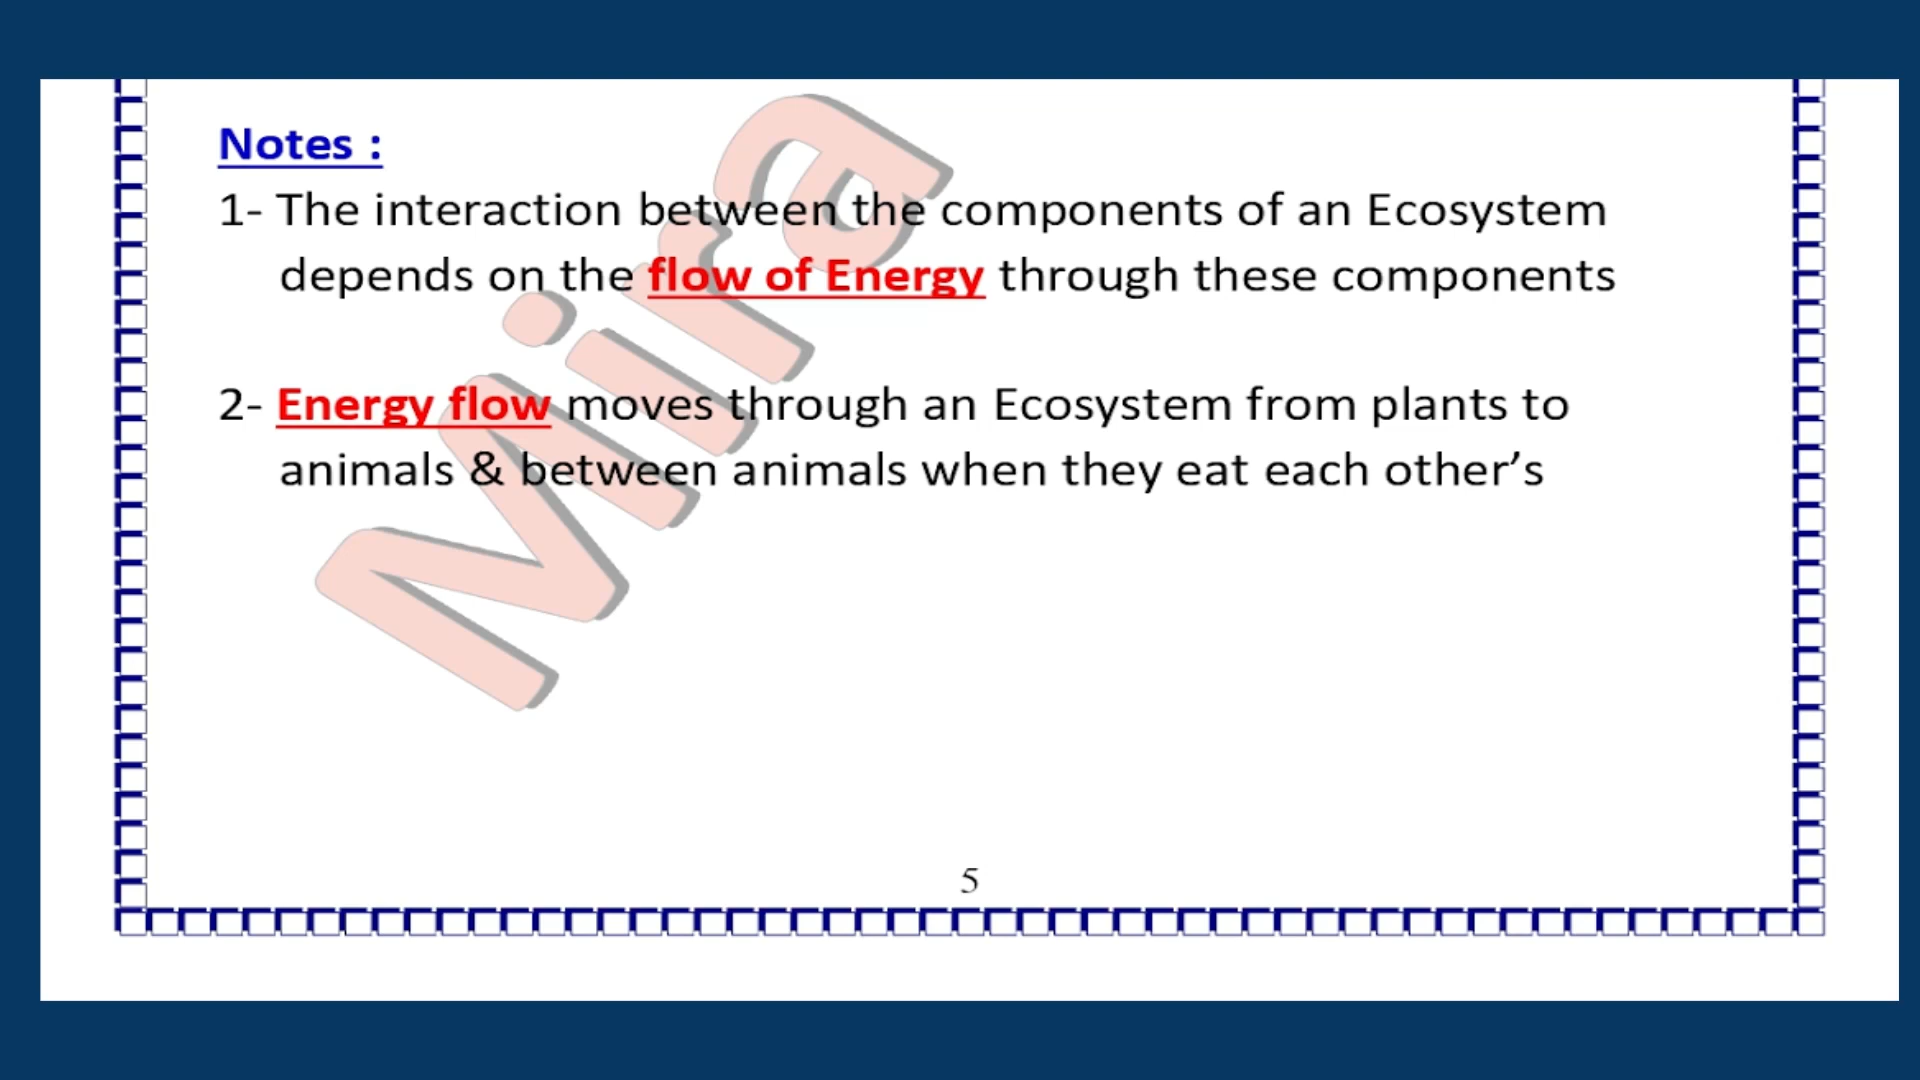 Notes :
1- The interaction between the components of an Ecosystem
depends on the flow of Energy through these components
2- Energy flow moves through an Ecosystem from plants to
animals & between animals when they eat each other’s
Mira
5